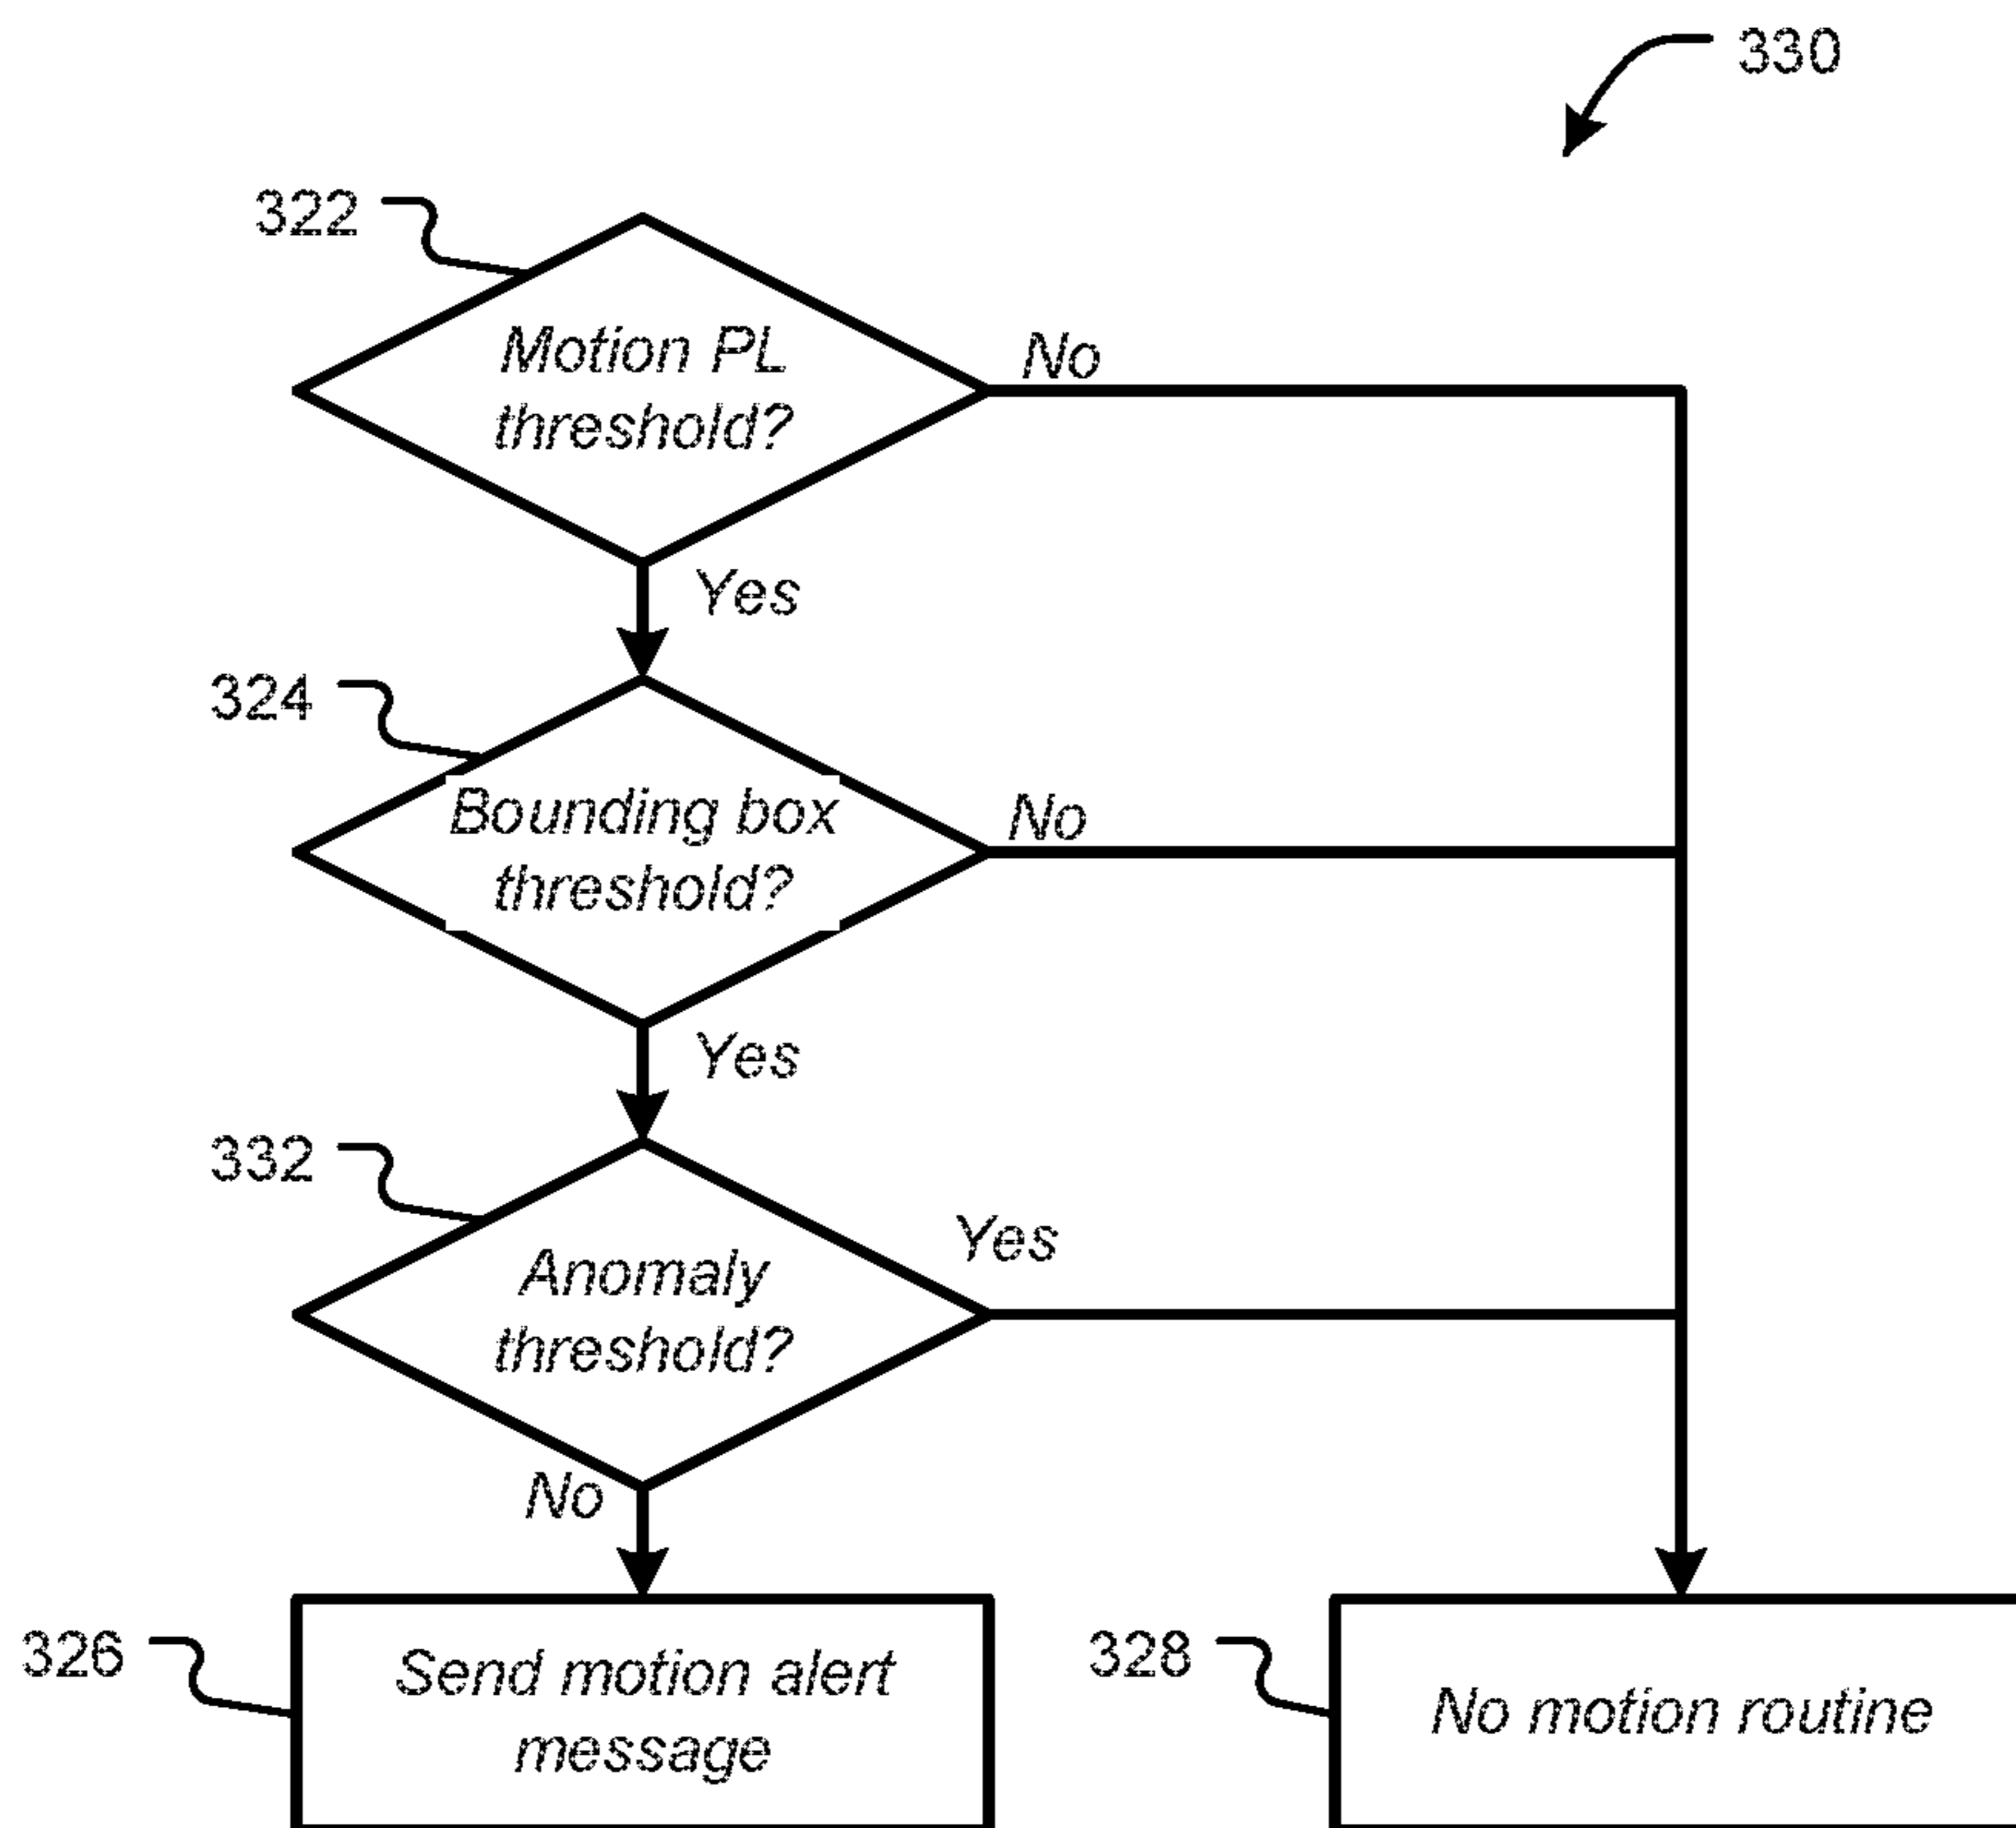 330
322
Motion PL
threshold?
No
Yes
324
Bounding box
threshold?
No
Yes
332
Anomaly
threshold?
Yes
No
326
Send motion alert
message
328
No motion routine